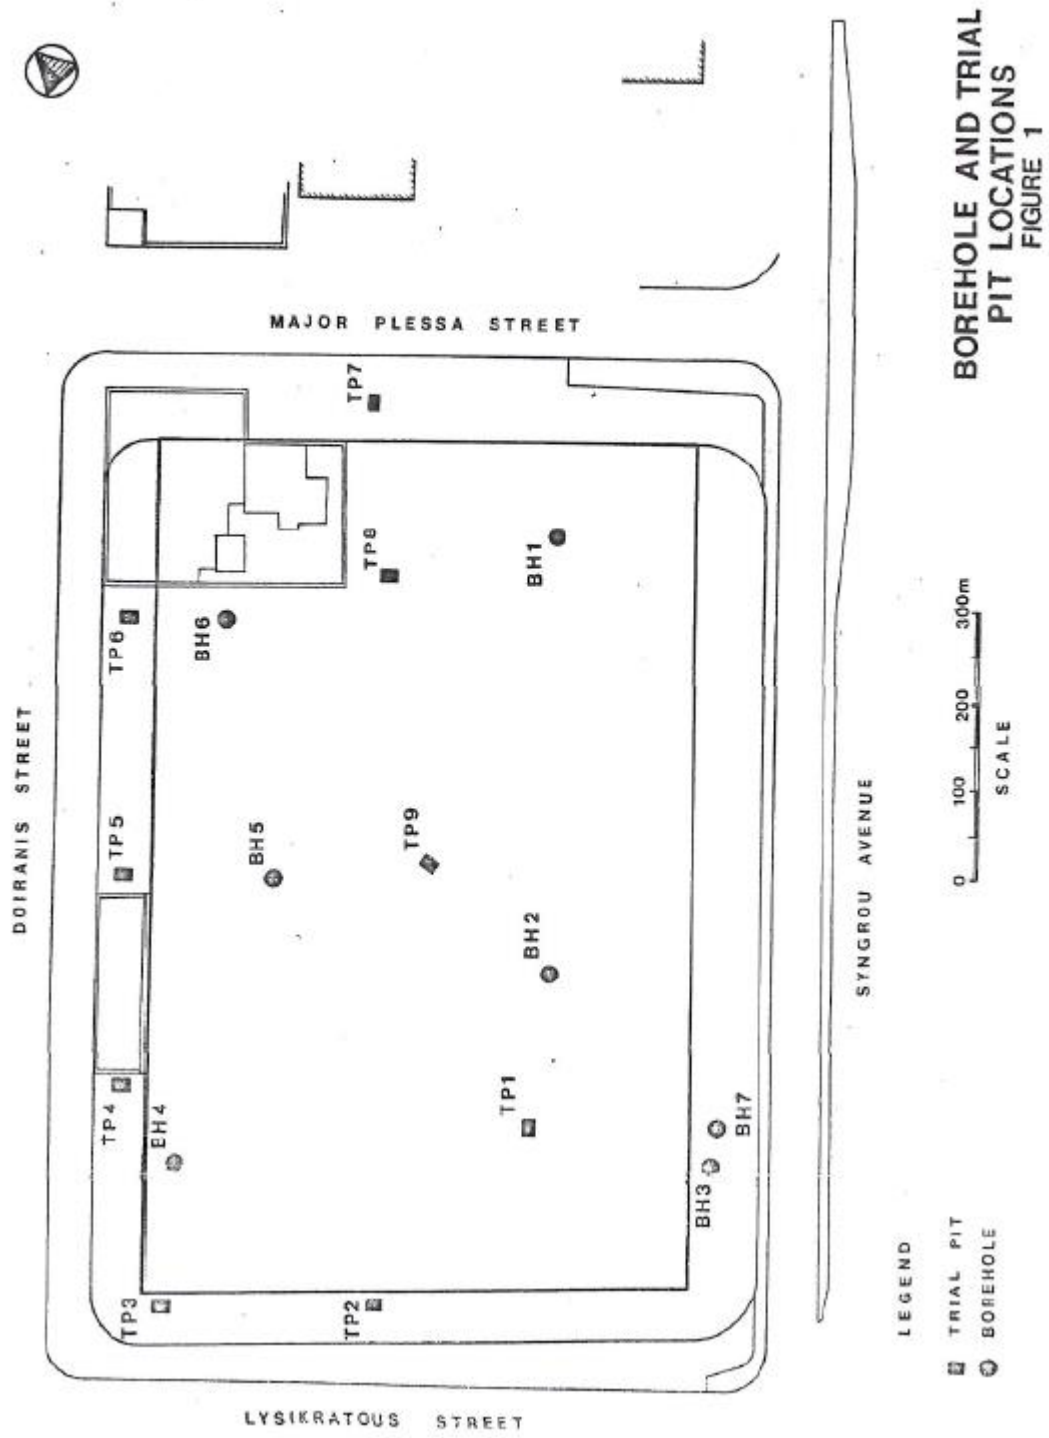 BOREHOLE AND TRIAL
PIT LOCATIONS
FIGURE 1
MAJOR PLESSA STREET
DOIRANIS STREET
SYNGROU AVENUE
LYSIKRATOUS STREET
TP7
TP8
BH1
TP6
BH6
TP5
BH5
TP9
BH2
TP4
BH4
TP1
BH7
BH3
TP3
TP2
0 100 200 300m
SCALE
LEGEND
TRIAL PIT
BOREHOLE